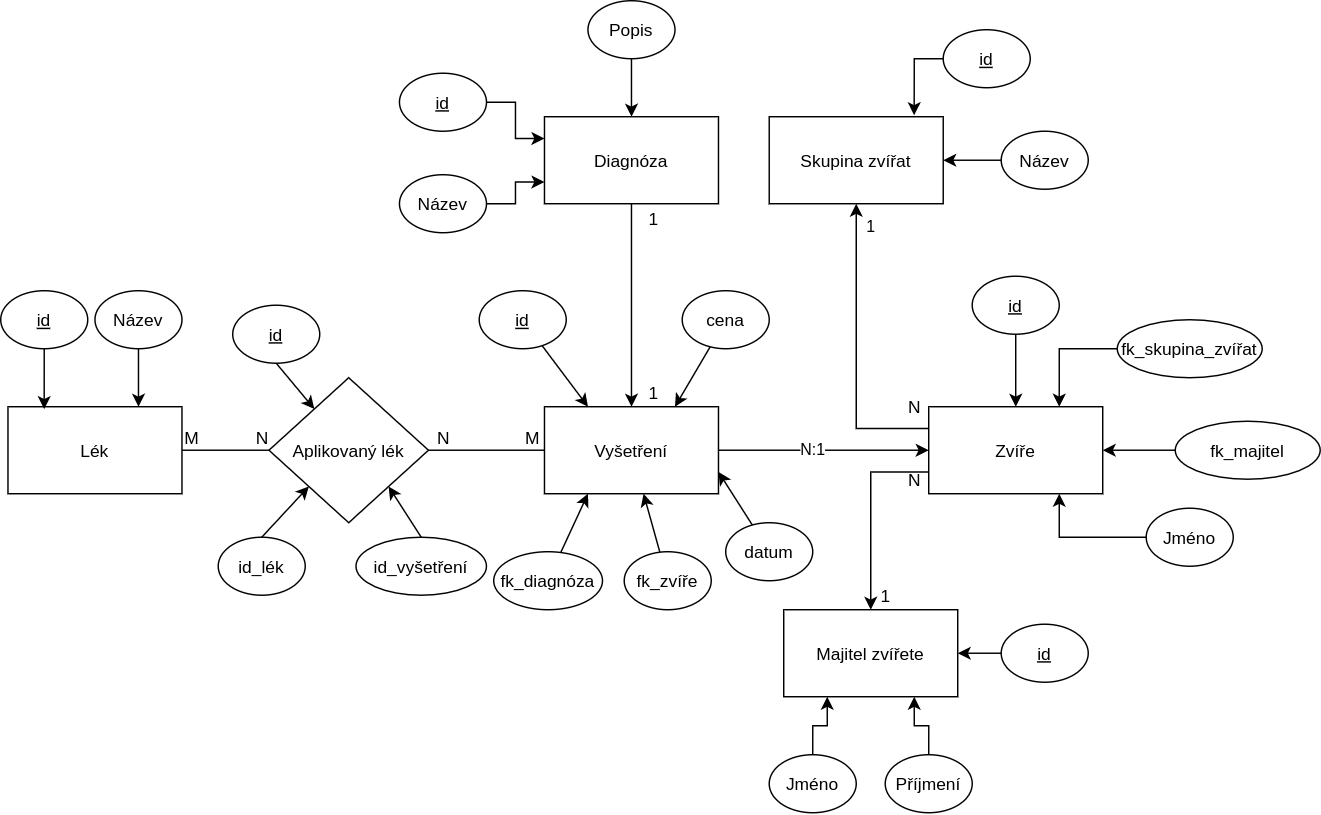 Popis
id
id
Diagnóza
Skupina zvířat
Název
Název
1
1
id
id
Název
id
cena
id
fk_skupina_zvířat
1
N
M
N
N
M
Lék
Aplikovaný lék
Vyšetření
N:1
Zvíře
fk_majitel
N
Jméno
datum
id_lék
id_vyšetření
fk_diagnóza
fk_zvíře
1
Majitel zvířete
id
Jméno
Příjmení